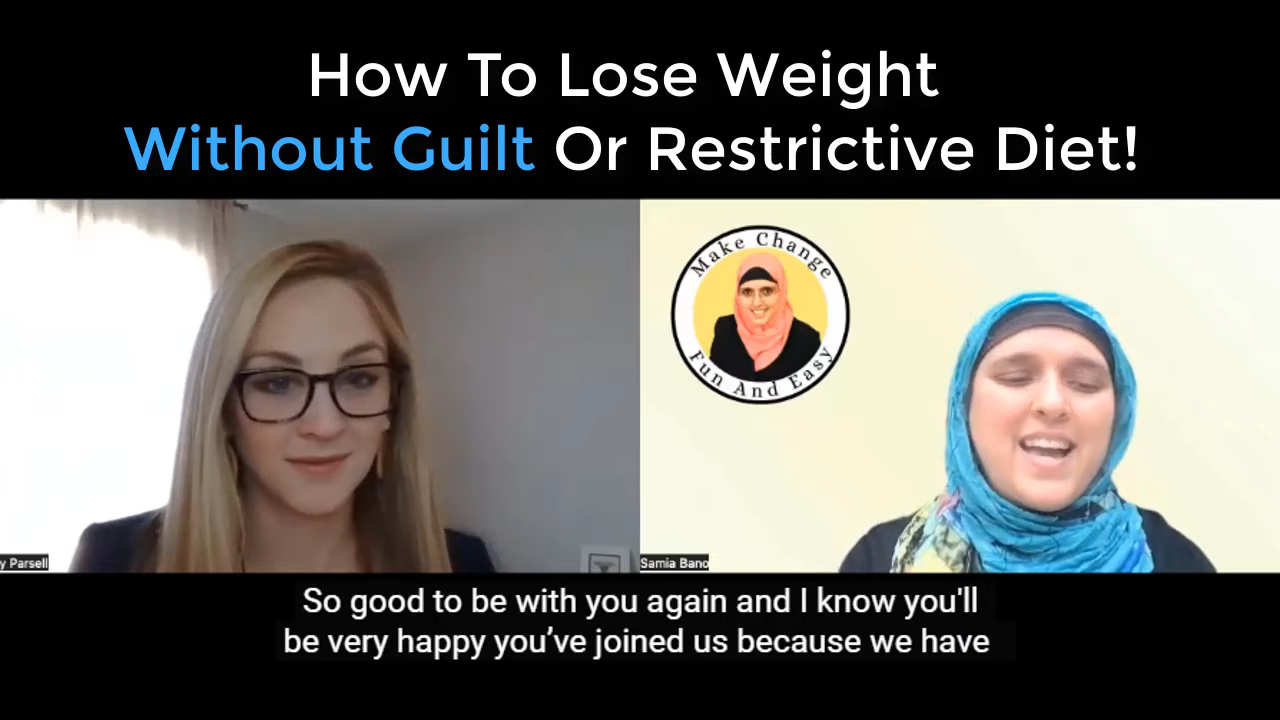 How To Lose Weight
Without Guilt Or Restrictive Diet!
Make Change
Fun And Easy
y Parsell
Samia Bano
So good to be with you again and I know you'll
be very happy you’ve joined us because we have